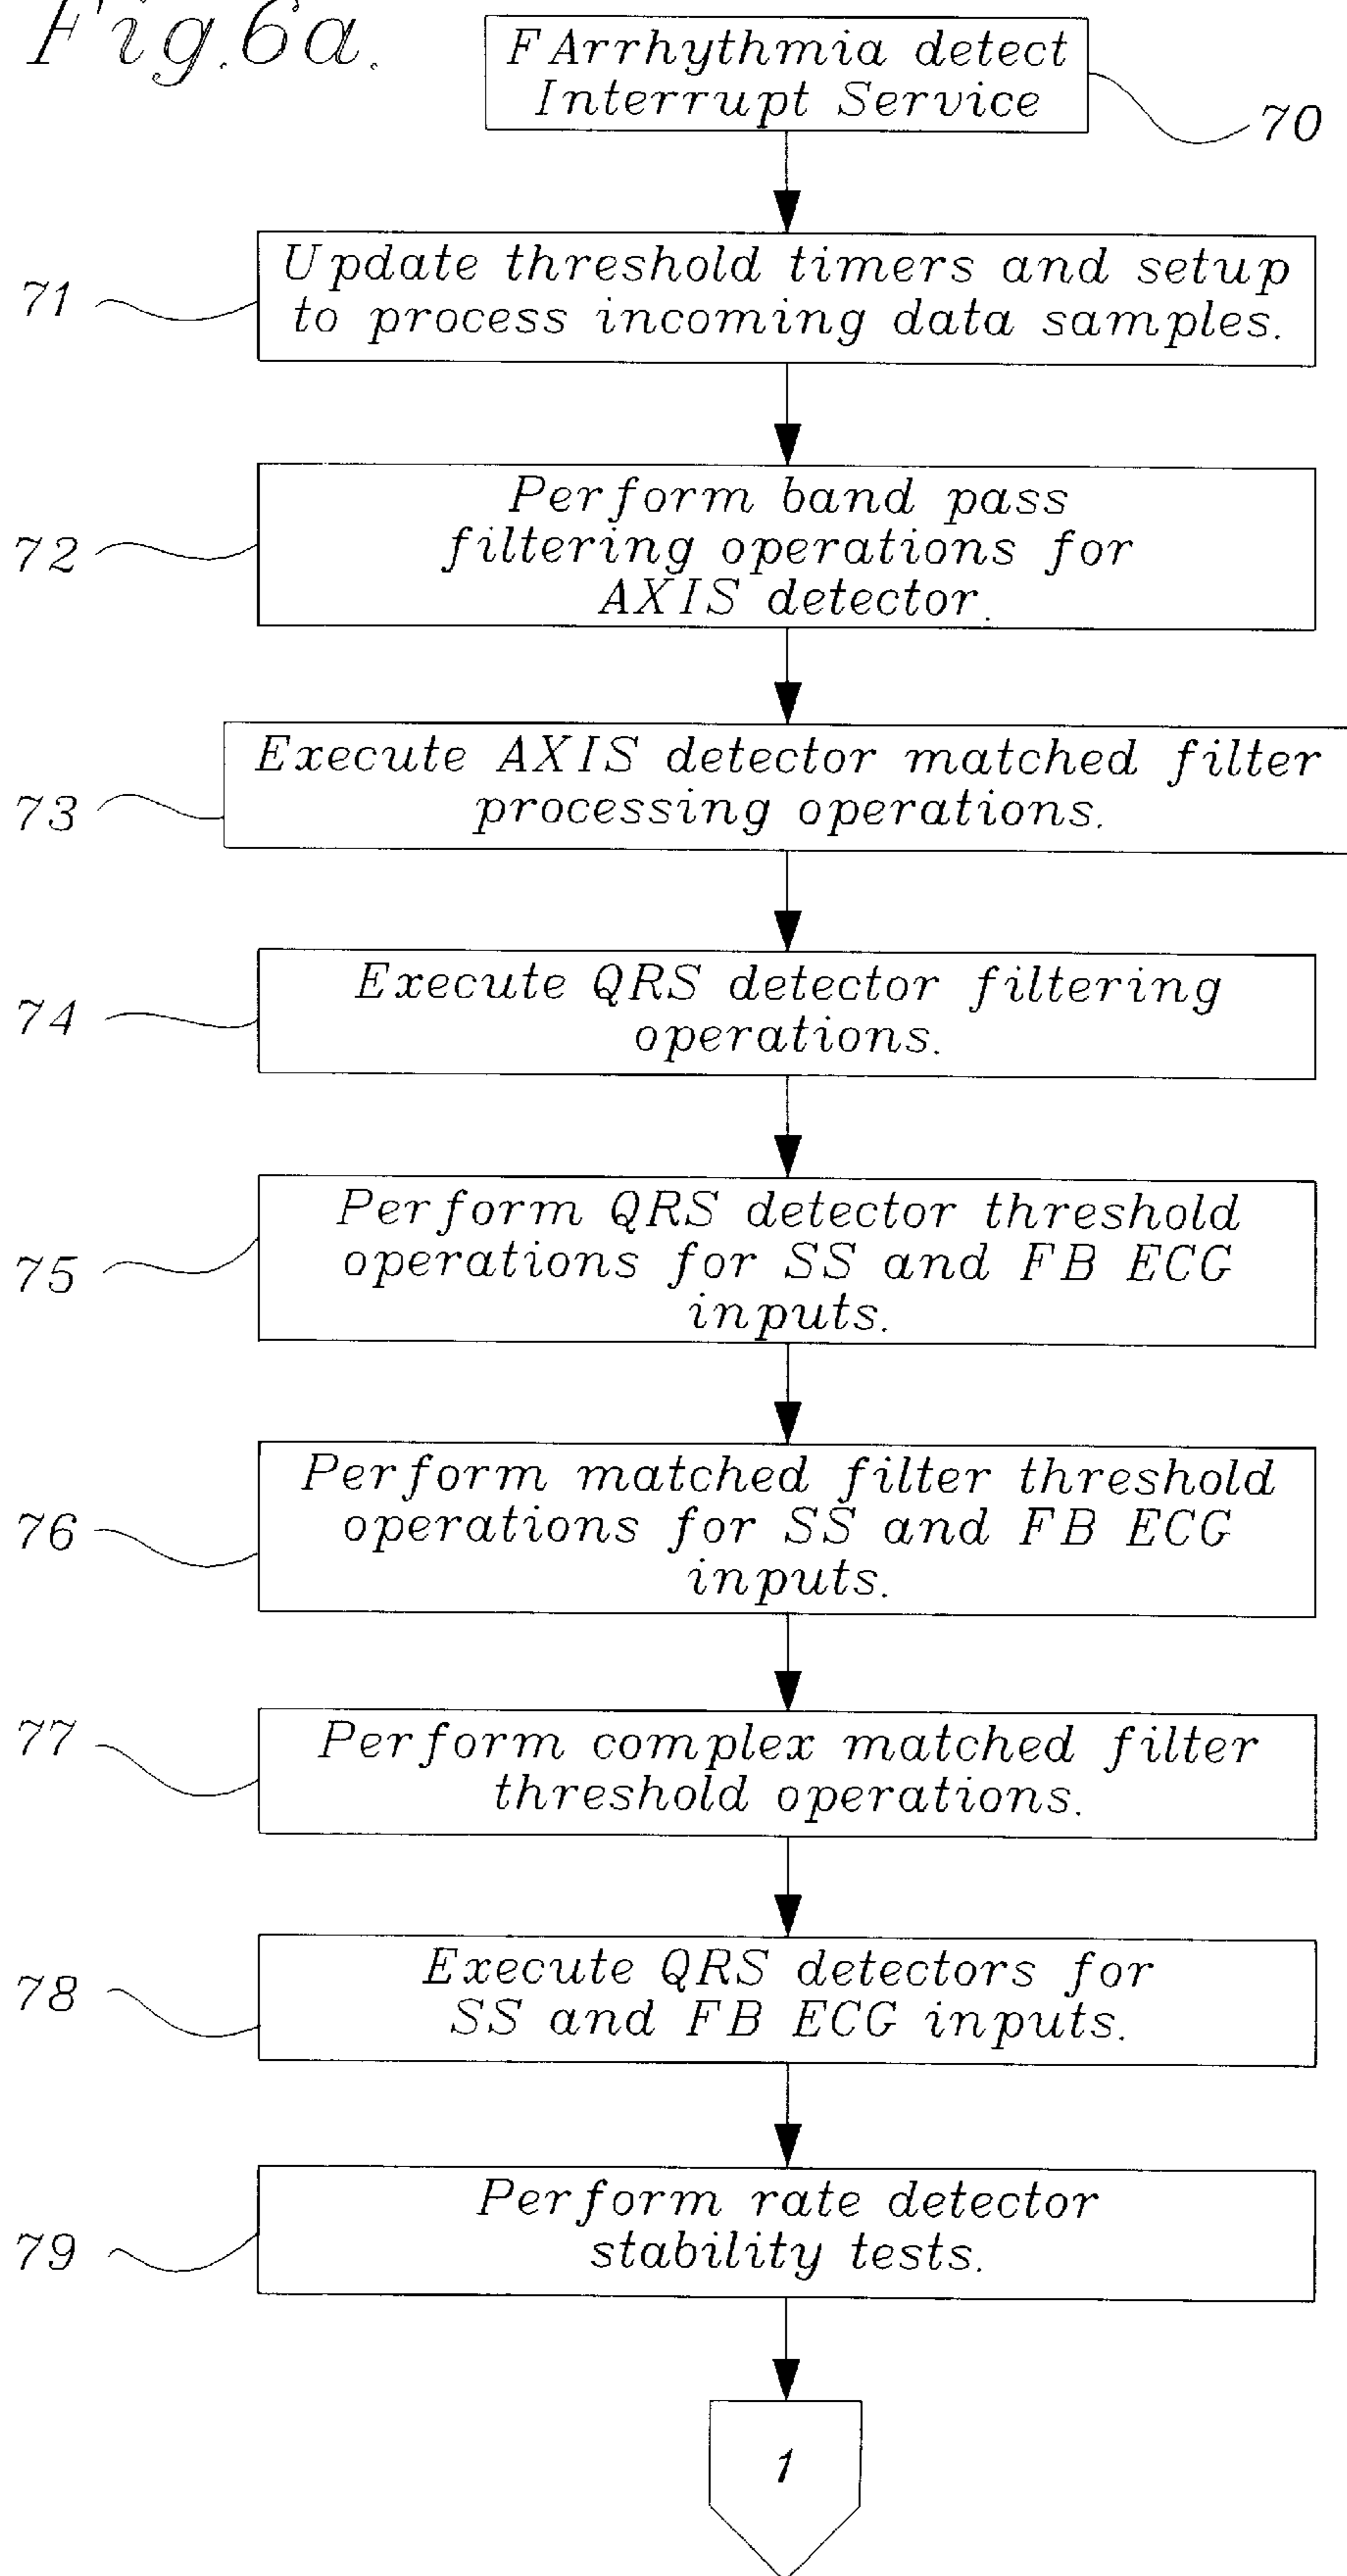 Fig.6a.
FArrhythmia detect
Interrupt Service
70
71
Update threshold timers and setup
to process incoming data samples.
72
Perform band pass
filtering operations for
AXIS detector.
73
Execute AXIS detector matched filter
processing operations.
74
Execute QRS detector filtering
operations.
75
Perform QRS detector threshold
operations for SS and FB ECG
inputs.
76
Perform matched filter threshold
operations for SS and FB ECG
inputs.
77
Perform complex matched filter
threshold operations.
78
Execute QRS detectors for
SS and FB ECG inputs.
79
Perform rate detector
stability tests.
1